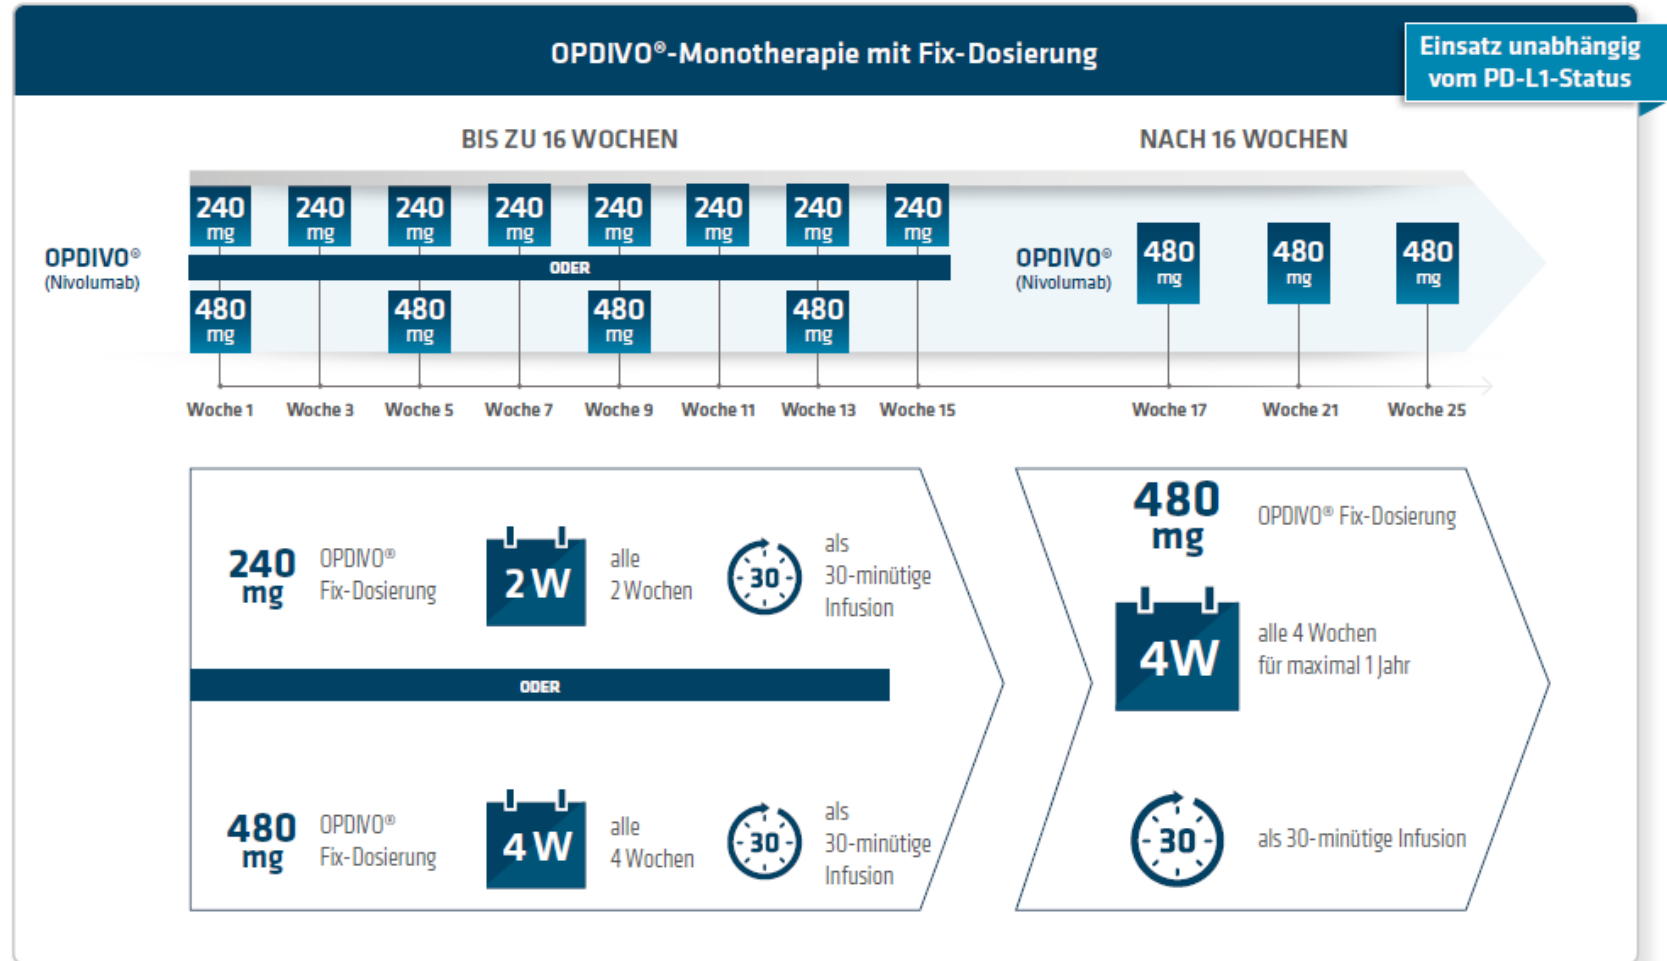 OPDIVO®-Monotherapie mit Fix-Dosierung
Einsatz unabhängig
vom PD-L1-Status
BIS ZU 16 WOCHEN
NACH 16 WOCHEN
OPDIVO®
(Nivolumab)
240
mg
240
mg
240
mg
240
mg
240
mg
240
mg
240
mg
240
mg
ODER
480
mg
480
mg
480
mg
480
mg
OPDIVO®
(Nivolumab)
480
mg
480
mg
480
mg
Woche 1
Woche 3
Woche 5
Woche 7
Woche 9
Woche 11
Woche 13
Woche 15
Woche 17
Woche 21
Woche 25
240
mg
OPDIVO®
Fix-Dosierung
2 W
alle
2 Wochen
30
als
30-minütige
Infusion
ODER
480
mg
OPDIVO®
Fix-Dosierung
4 W
alle
4 Wochen
30
als
30-minütige
Infusion
480
mg
OPDIVO® Fix-Dosierung
4W
alle 4 Wochen
für maximal 1 Jahr
30
als 30-minütige Infusion